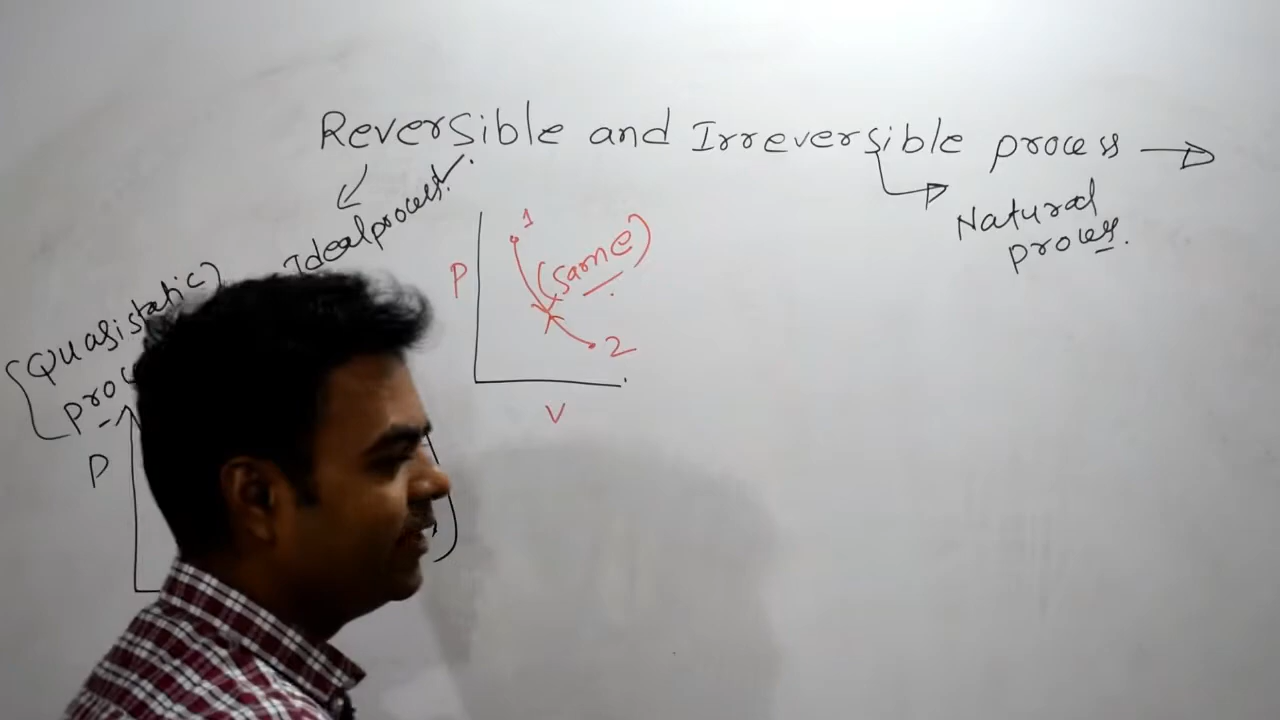 Reversible and Irreversible process
Ideal process.
Natural
process.
(Quasistatic)
P
1
(Same)
2
V
P